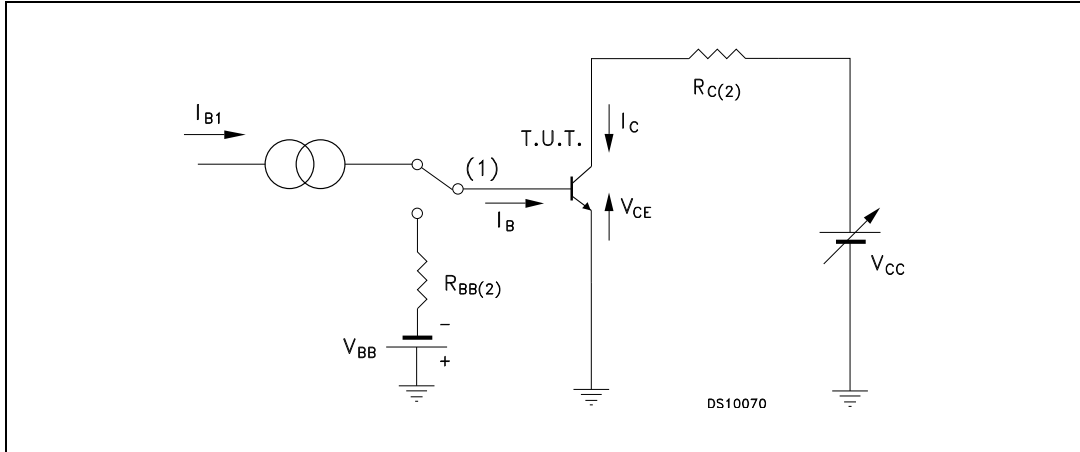 I_B1
R_C(2)
I_C
T.U.T.
(1)
V_CE
I_B
R_BB(2)
V_CC
−
V_BB
+
DS10070